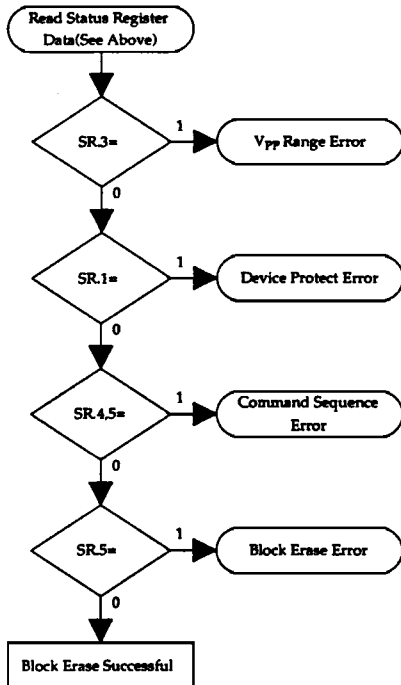 Read Status Register
Data(See Above)
SR.3=
1
VPP Range Error
0
SR.1=
1
Device Protect Error
0
SR.4,5=
1
Command Sequence
Error
0
SR.5=
1
Block Erase Error
0
Block Erase Successful